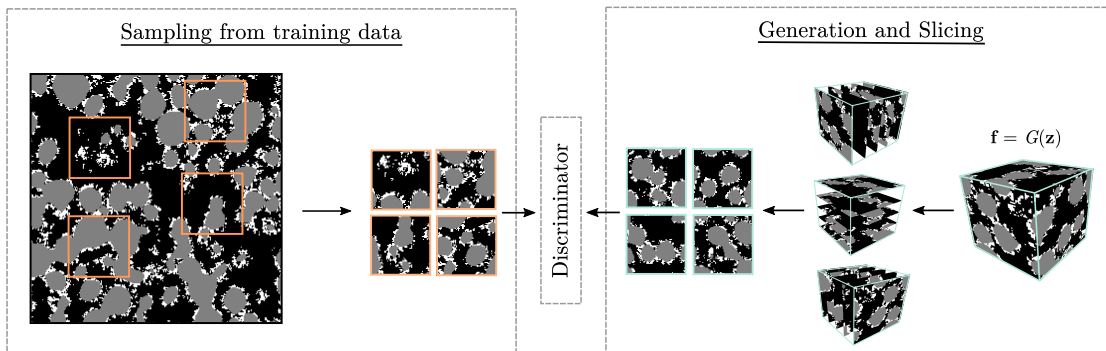 Sampling from training data
Generation and Slicing
f = G(z)
Discriminator